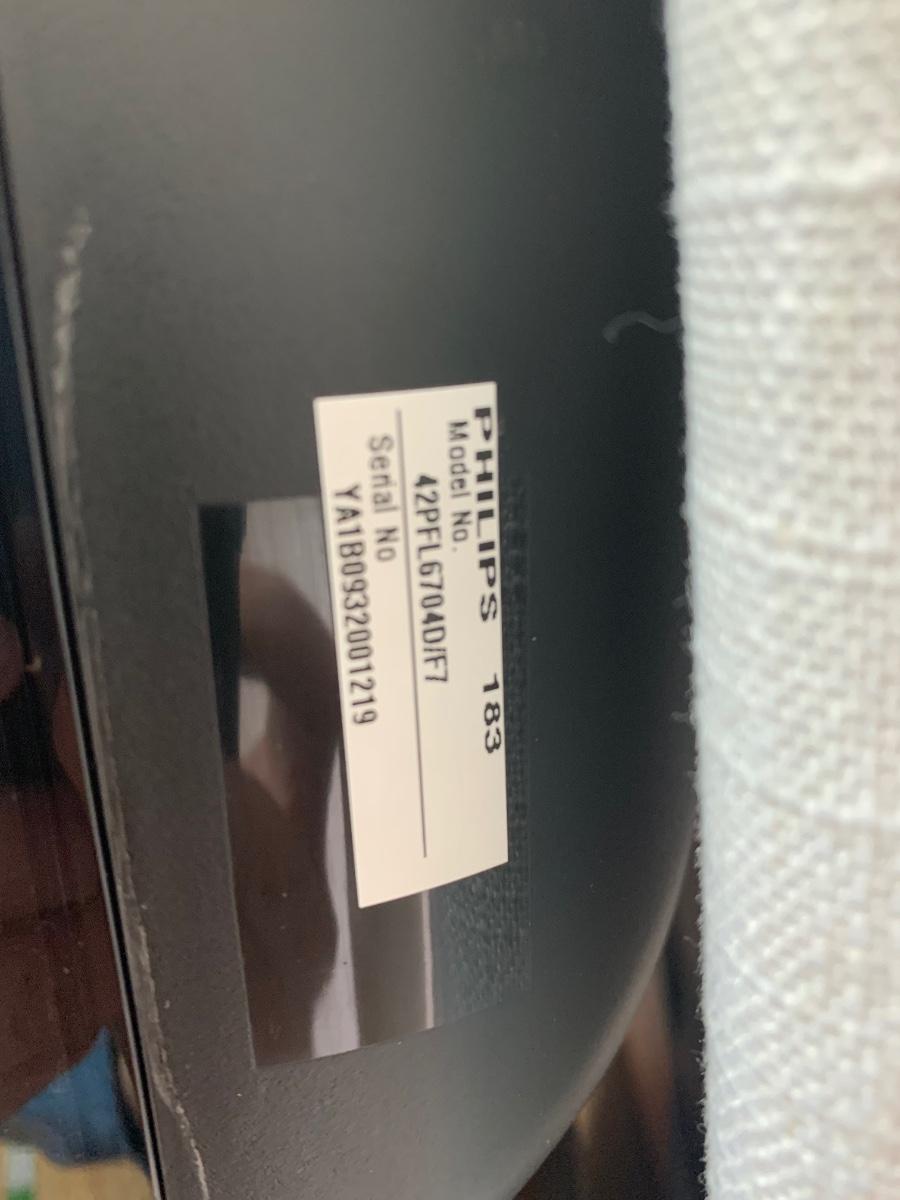 PHILIPS 183
Model No.
42PFL6704D/F7
Serial No
YA1B0932001219